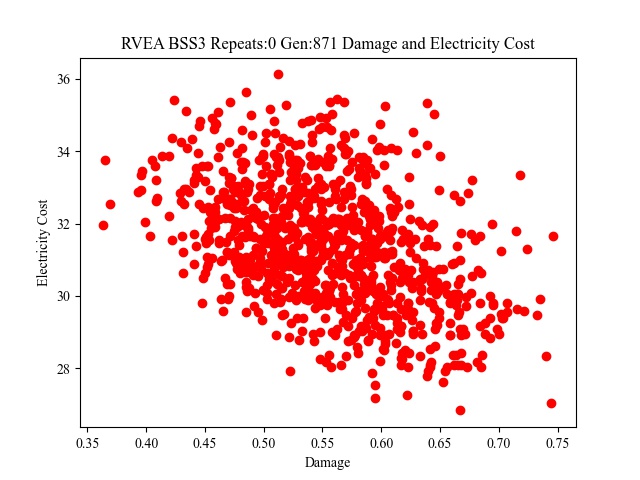 RVEA BSS3 Repeats:0 Gen:871 Damage and Electricity Cost
36
34
32
30
28
Electricity Cost
0.35 0.40 0.45 0.50 0.55 0.60 0.65 0.70 0.75
Damage